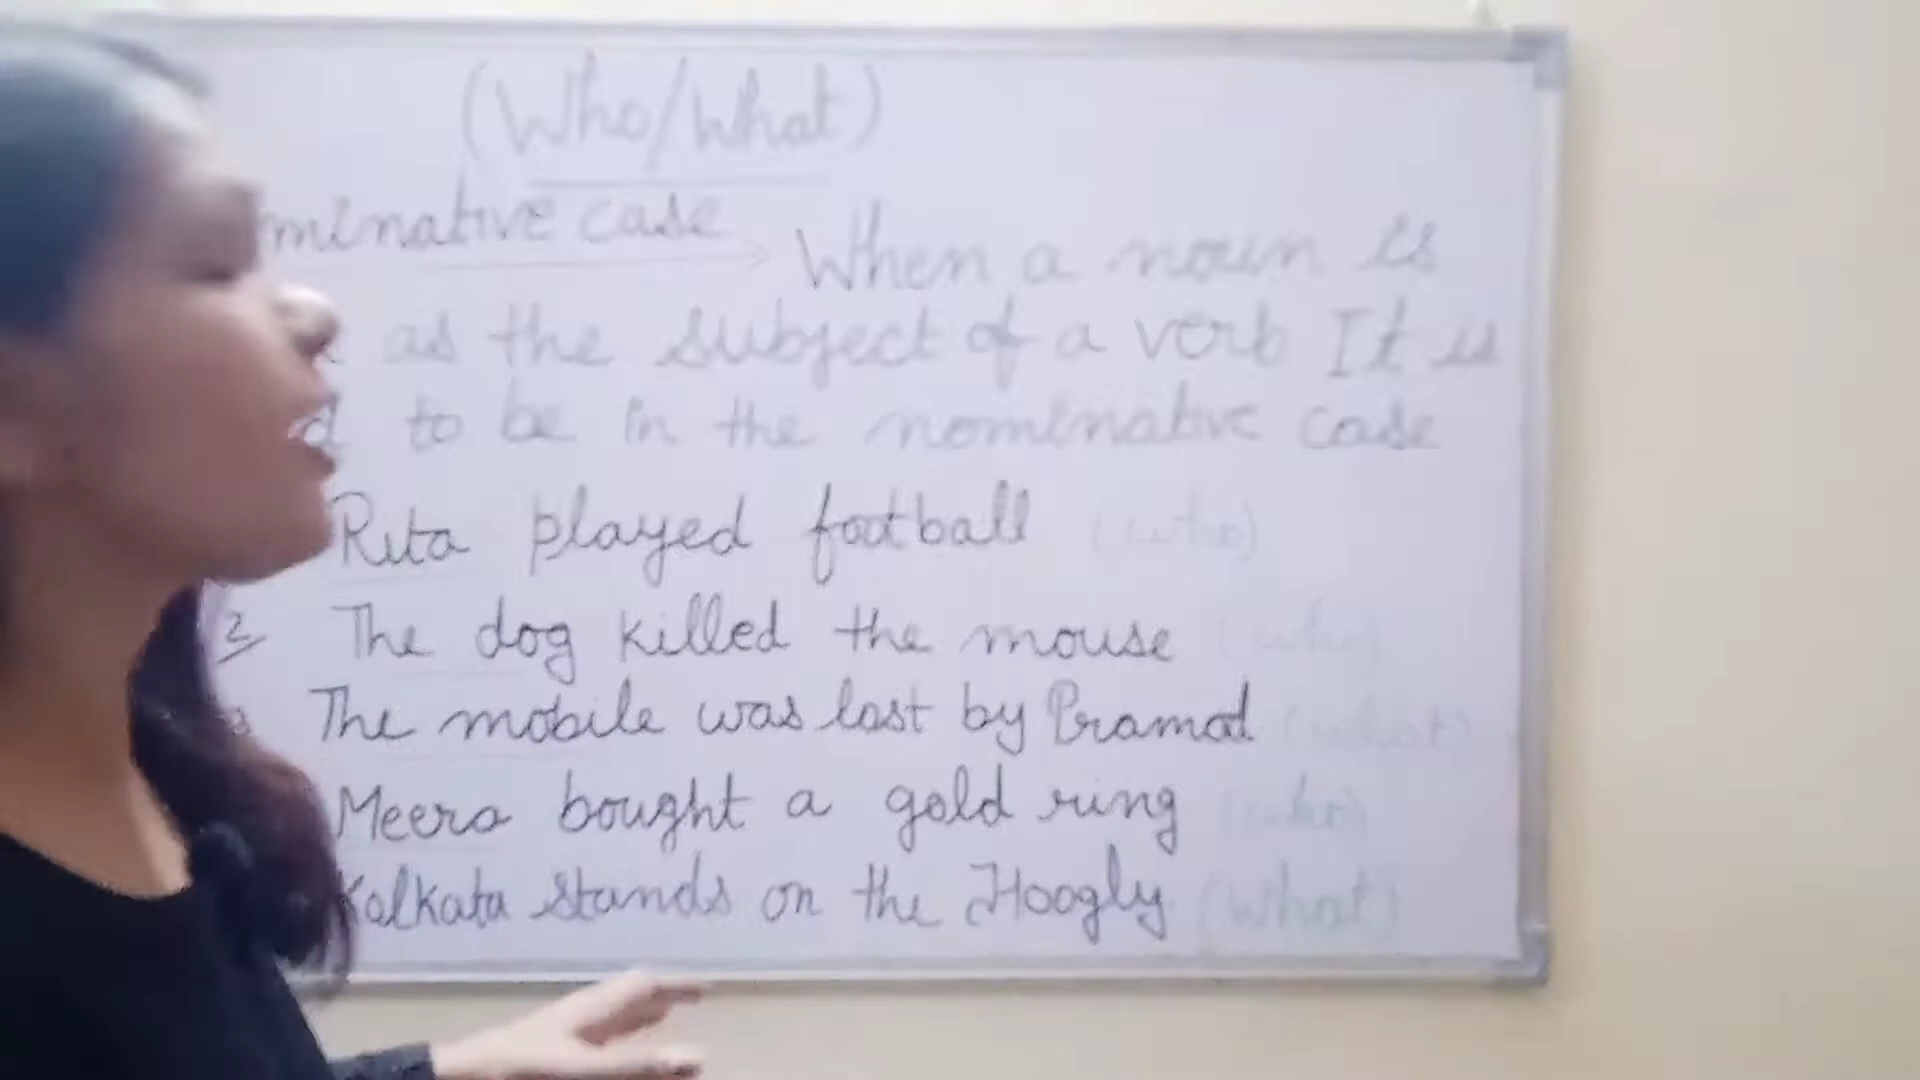 (Who/What)
minative case When a noun is
as the subject of a verb It is
d to be in the nominative case
Rita played football (who)
2 The dog killed the mouse (who)
The mobile was lost by Pramod (what)
Meera bought a gold ring (who)
Kolkata stands on the Hoogly (what)